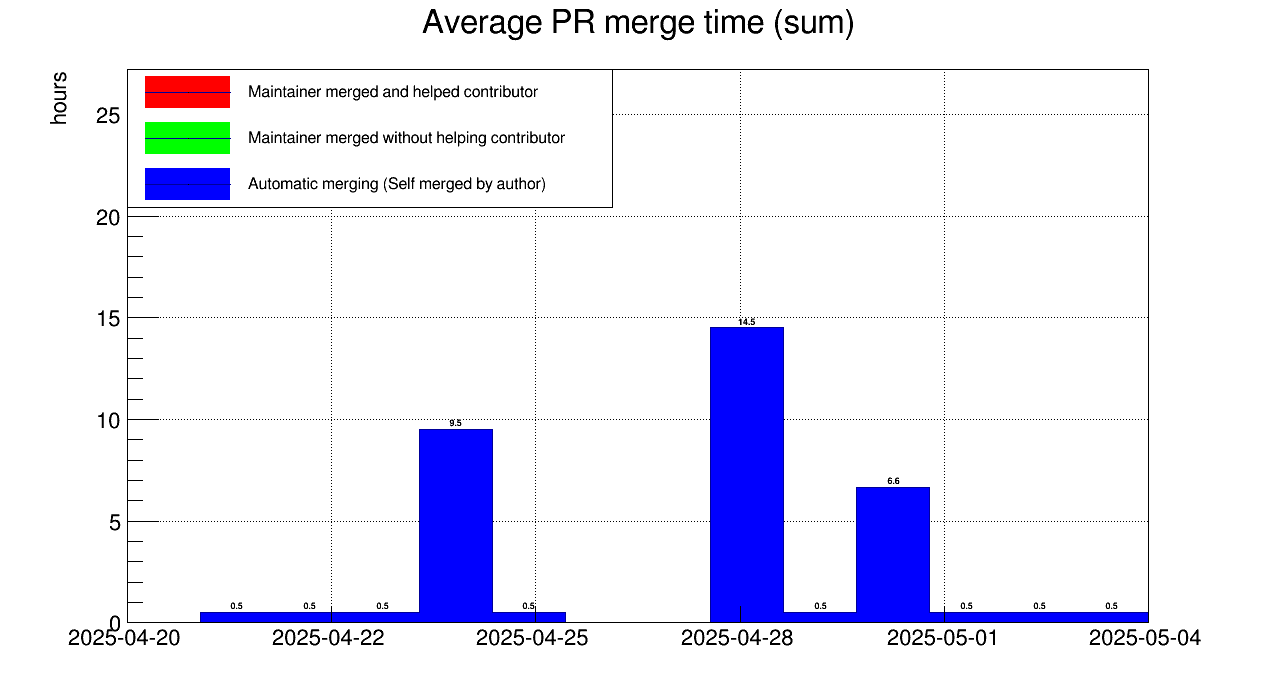 Average PR merge time (sum)
hours
Maintainer merged and helped contributor
Maintainer merged without helping contributor
Automatic merging (Self merged by author)
25
20
15
10
5
0
14.5
9.5
6.6
0.5 0.5 0.5 0.5 0.5 0.5 0.5 0.5
2025-04-20 2025-04-22 2025-04-25 2025-04-28 2025-05-01 2025-05-04